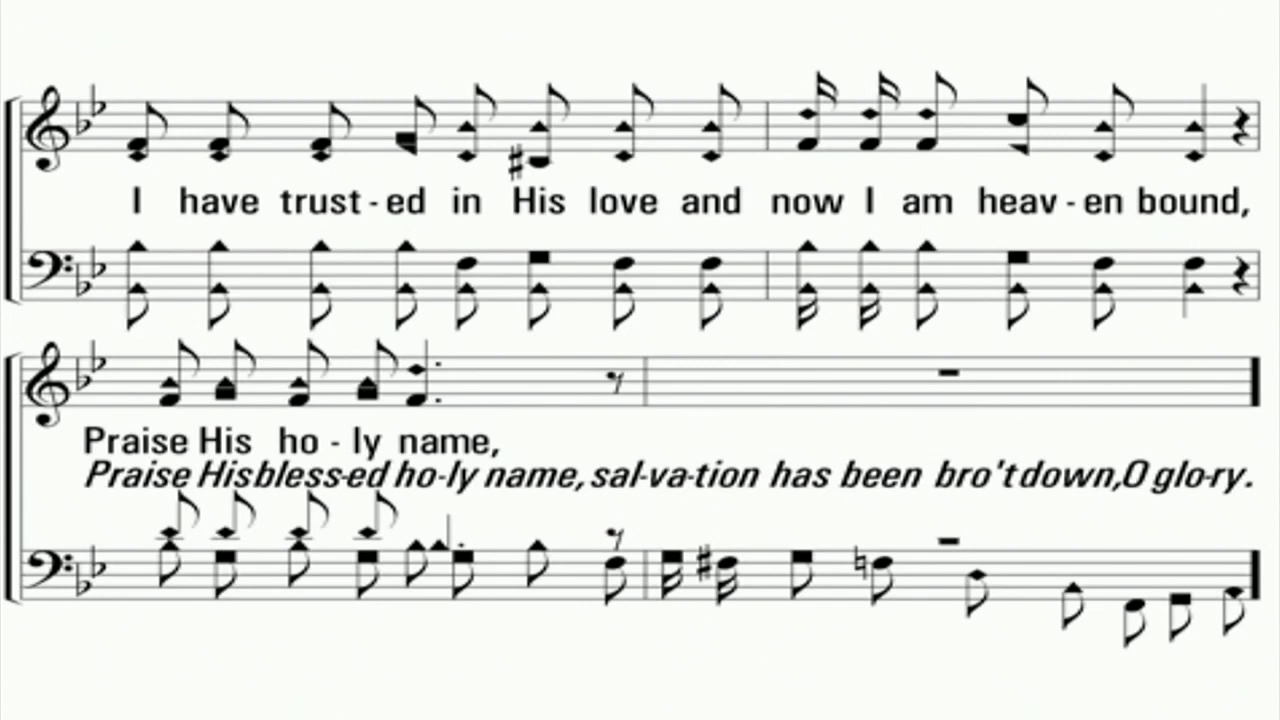 I have trust - ed in His love and now I am heav - en bound,
Praise His ho - ly name,
Praise His bless-ed ho-ly name, sal-va-tion has been bro't down, O glo-ry.